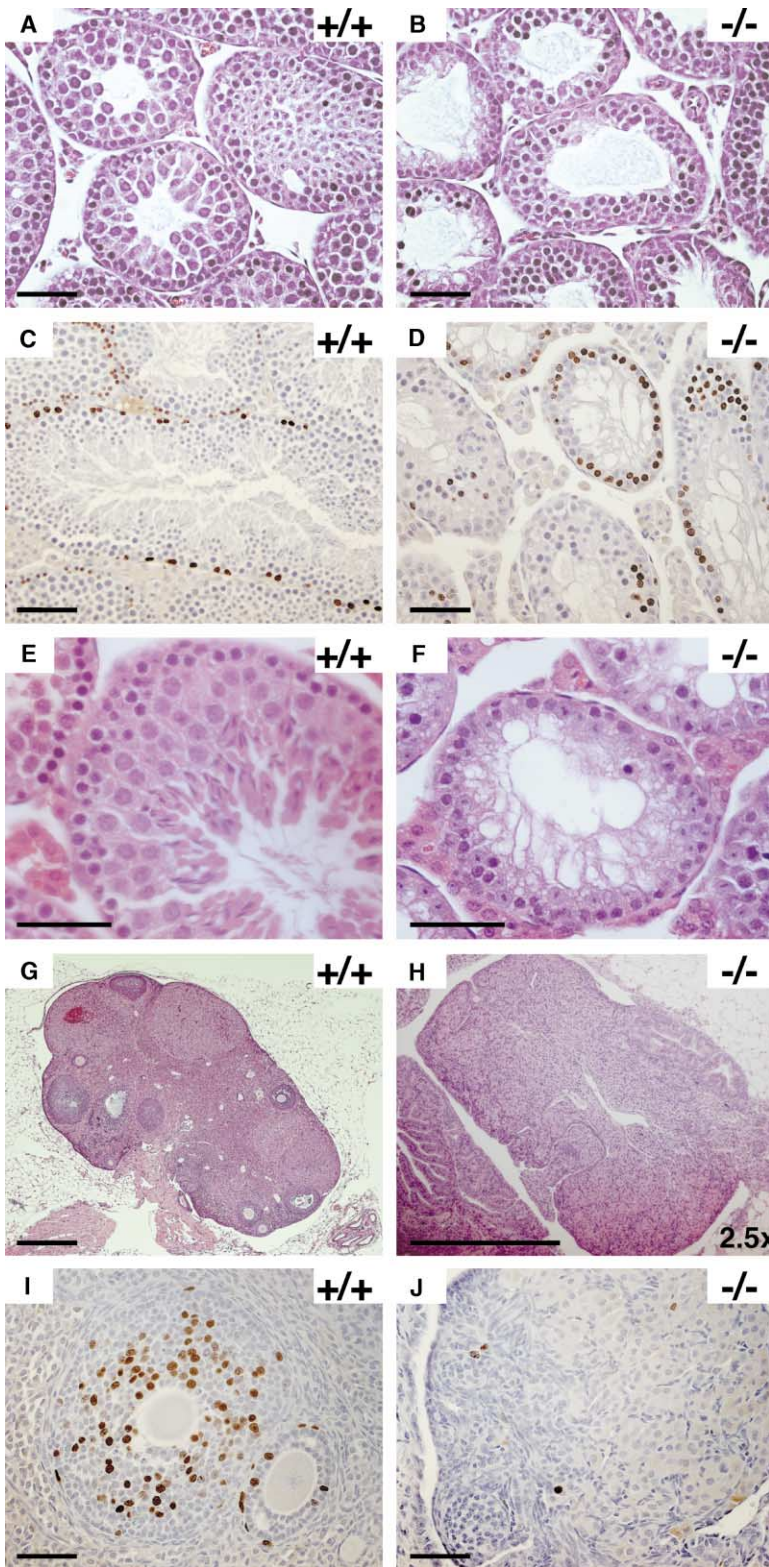 A +/+ B -/-
C +/+ D -/-
E +/+ F -/-
G +/+ H -/-
2.5x
I +/+ J -/-